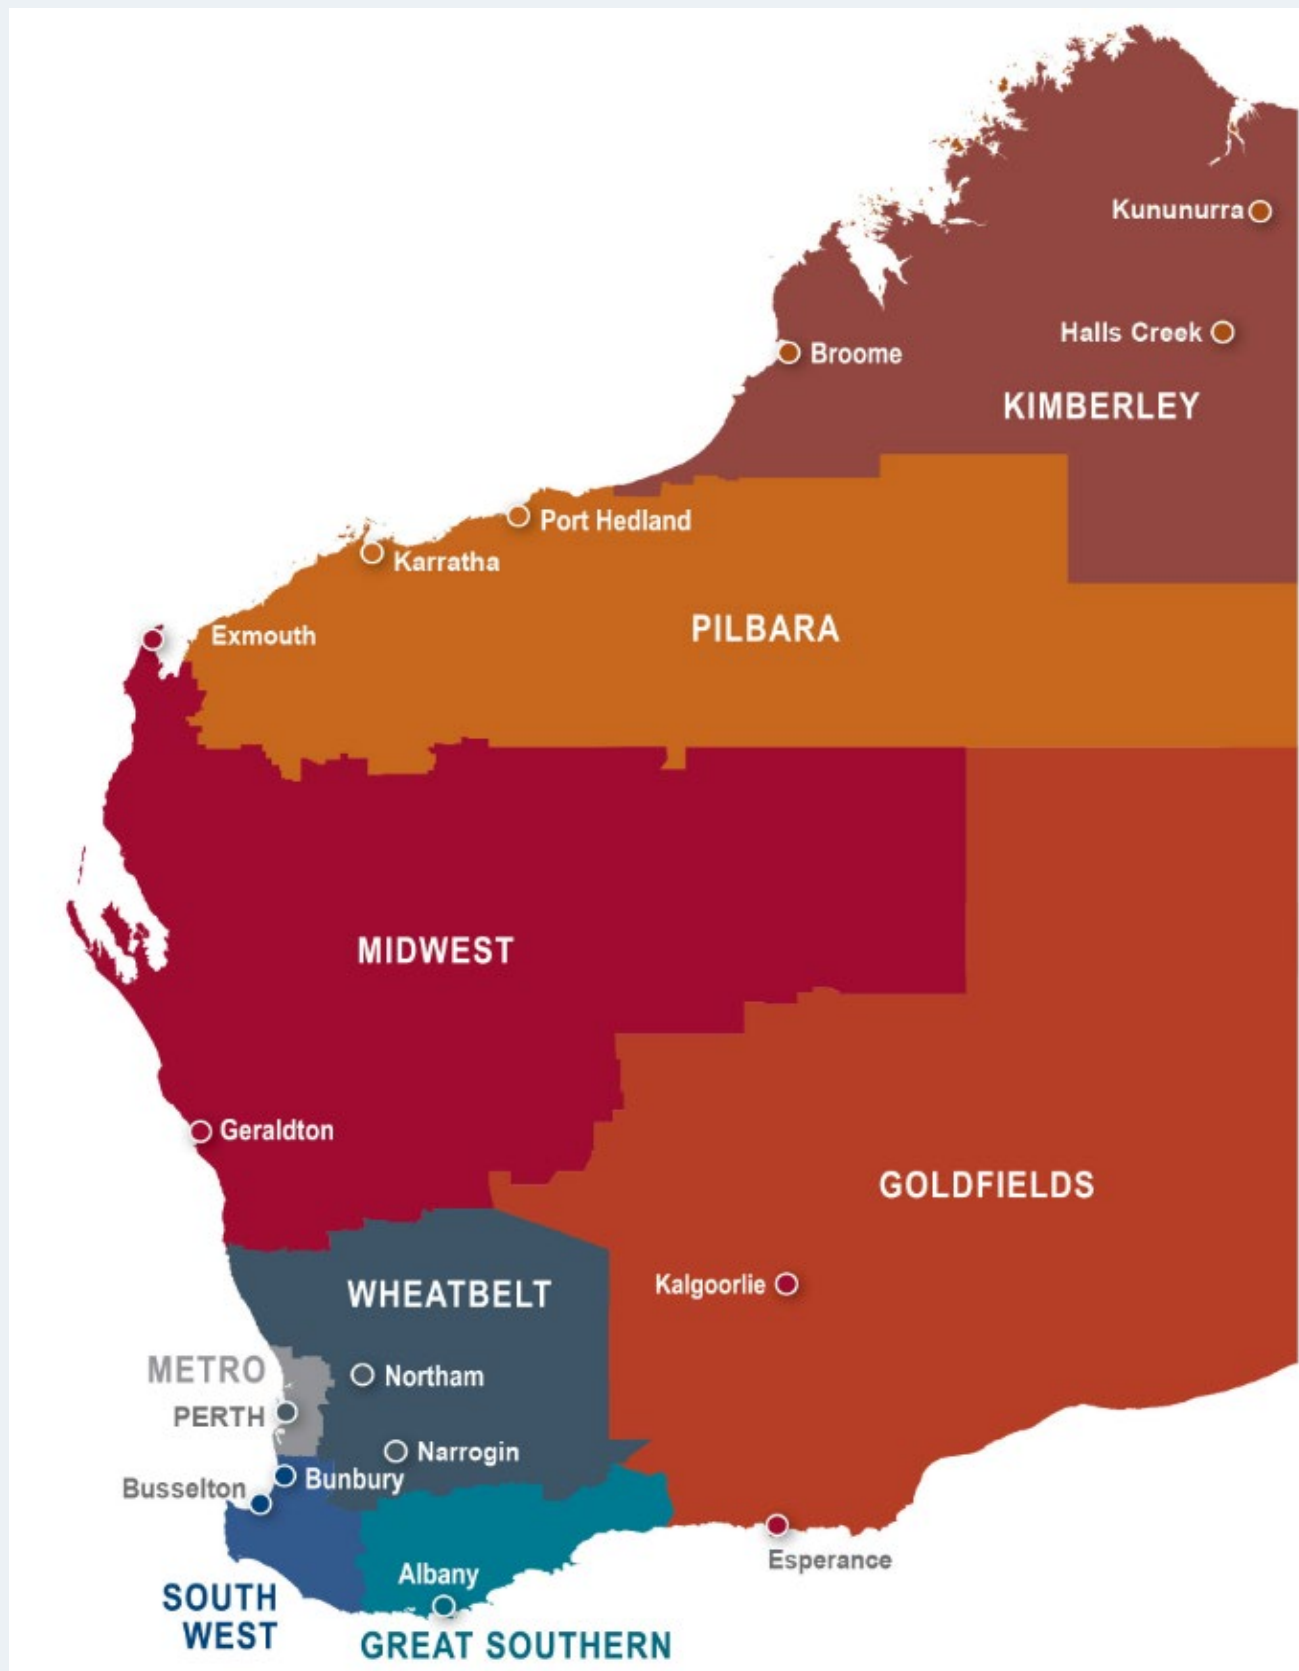 Kununurra
Halls Creek
Broome
KIMBERLEY
Port Hedland
Karratha
PILBARA
Exmouth
MIDWEST
Geraldton
GOLDFIELDS
Kalgoorlie
WHEATBELT
METRO
Northam
PERTH
Narrogin
Bunbury
Busselton
Esperance
Albany
SOUTH
WEST
GREAT SOUTHERN